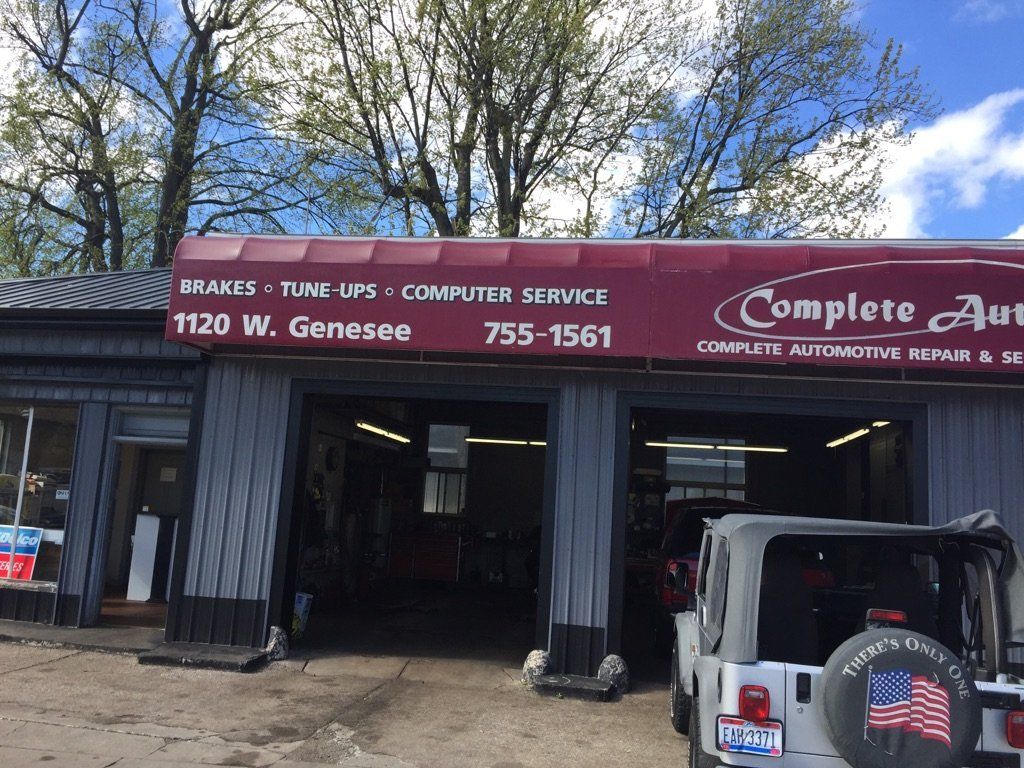 BRAKES ◦ TUNE-UPS ◦ COMPUTER SERVICE
1120 W. Genesee 755-1561
Complete Aut
COMPLETE AUTOMOTIVE REPAIR & SE
THERE'S ONLY ONE
EAH 3371